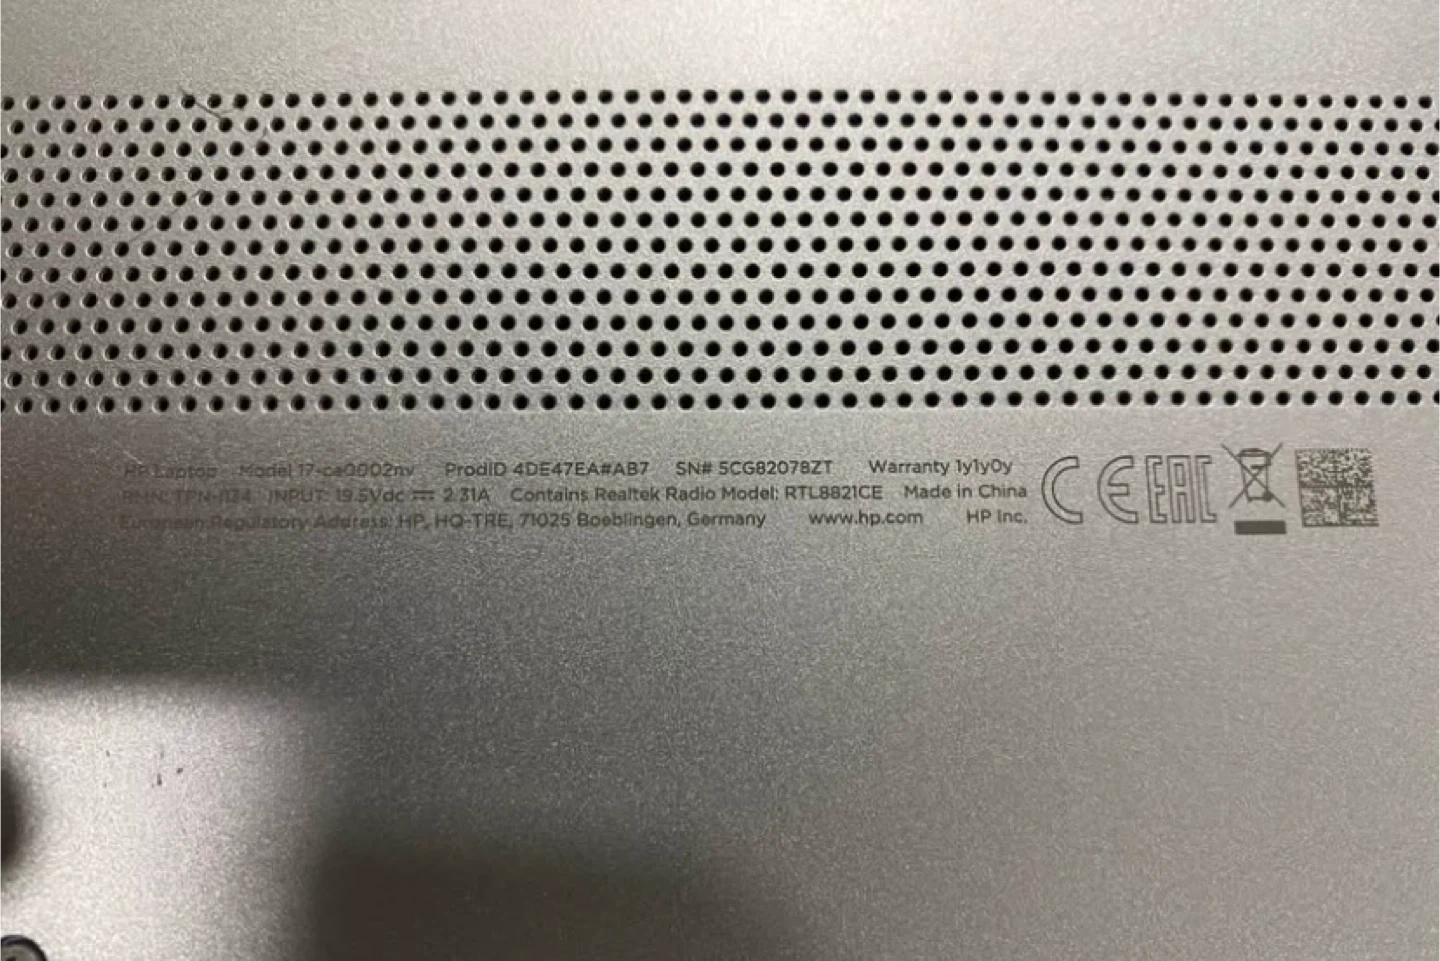 HP Laptop Model 17-ca0002nv ProdID 4DE47EA#AB7 SN# 5CG82078ZT Warranty 1y1y0y
RMN: TPN-I134 INPUT: 19.5Vdc ⎓ 2.31A Contains Realtek Radio Model: RTL8821CE Made in China
European Regulatory Address: HP, HQ-TRE, 71025 Boeblingen, Germany www.hp.com HP Inc.
CE EAC